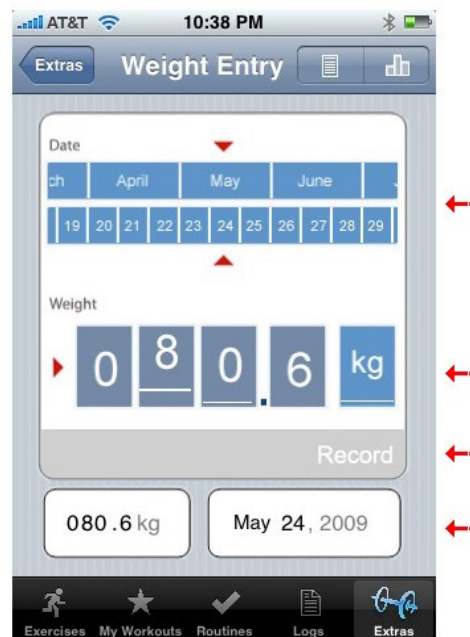 AT&T 10:38 PM
Extras Weight Entry
Date
ch April May June
19 20 21 22 23 24 25 26 27 28 29
Weight
0 8 0 . 6 kg
Record
080.6 kg May 24, 2009
Exercises My Workouts Routines Logs Extras